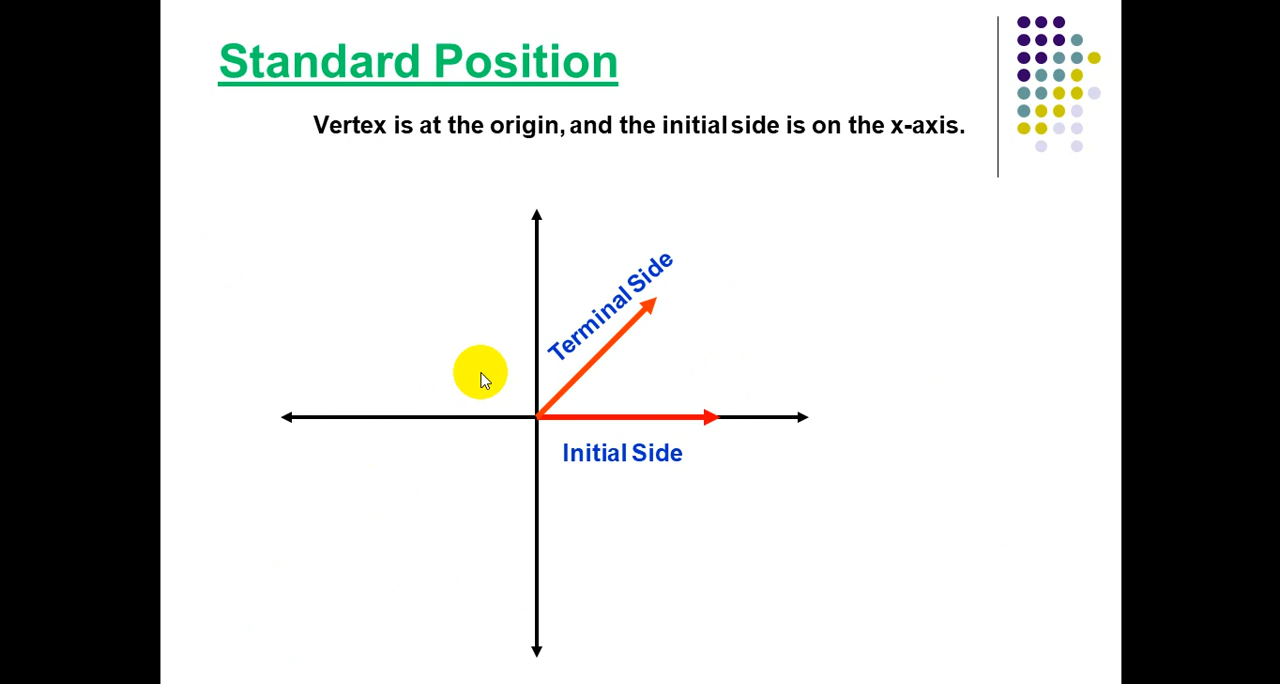 Standard Position
Vertex is at the origin, and the initial side is on the x-axis.
Terminal Side
Initial Side